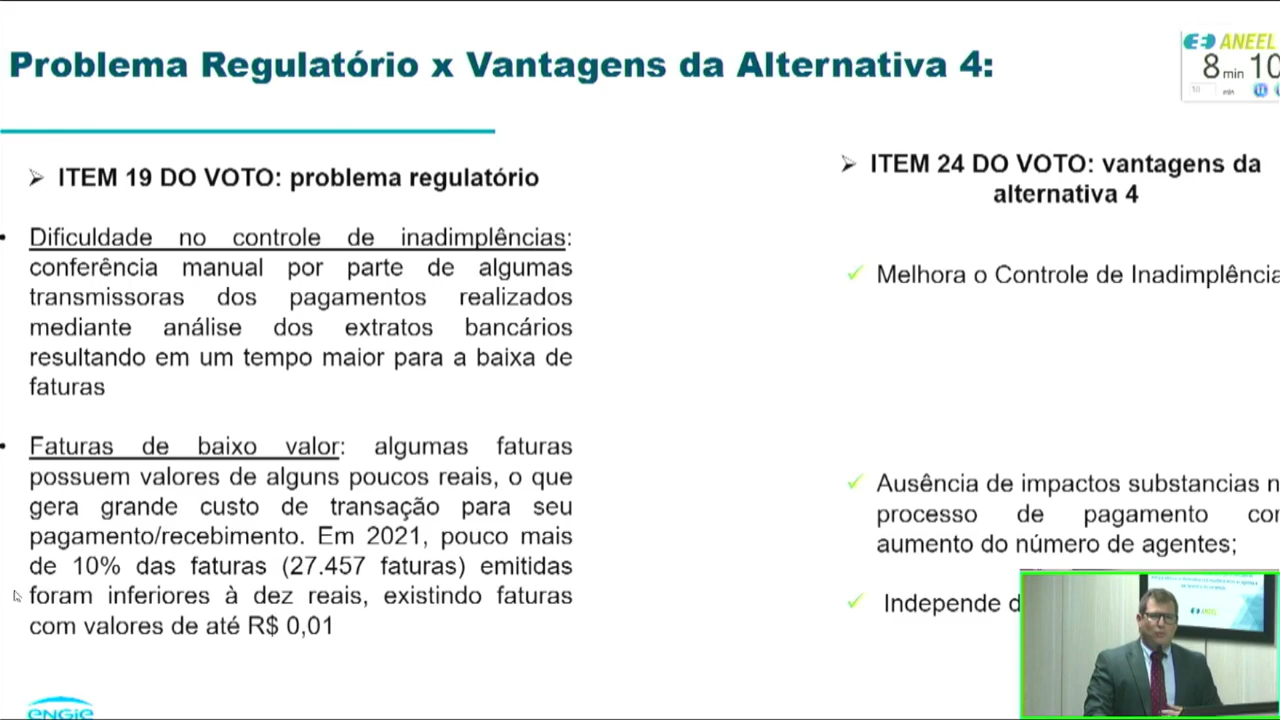 Problema Regulatório x Vantagens da Alternativa 4:
ANEEL
8 min 10
10 min
ITEM 19 DO VOTO: problema regulatório
Dificuldade no controle de inadimplências:
conferência manual por parte de algumas
transmissoras dos pagamentos realizados
mediante análise dos extratos bancários
resultando em um tempo maior para a baixa de
faturas
Faturas de baixo valor: algumas faturas
possuem valores de alguns poucos reais, o que
gera grande custo de transação para seu
pagamento/recebimento. Em 2021, pouco mais
de 10% das faturas (27.457 faturas) emitidas
foram inferiores à dez reais, existindo faturas
com valores de até R$ 0,01
ITEM 24 DO VOTO: vantagens da
alternativa 4
Melhora o Controle de Inadimplência
Ausência de impactos substancias n
processo de pagamento co
aumento do número de agentes;
Independe d
ANEEL
ENGIE